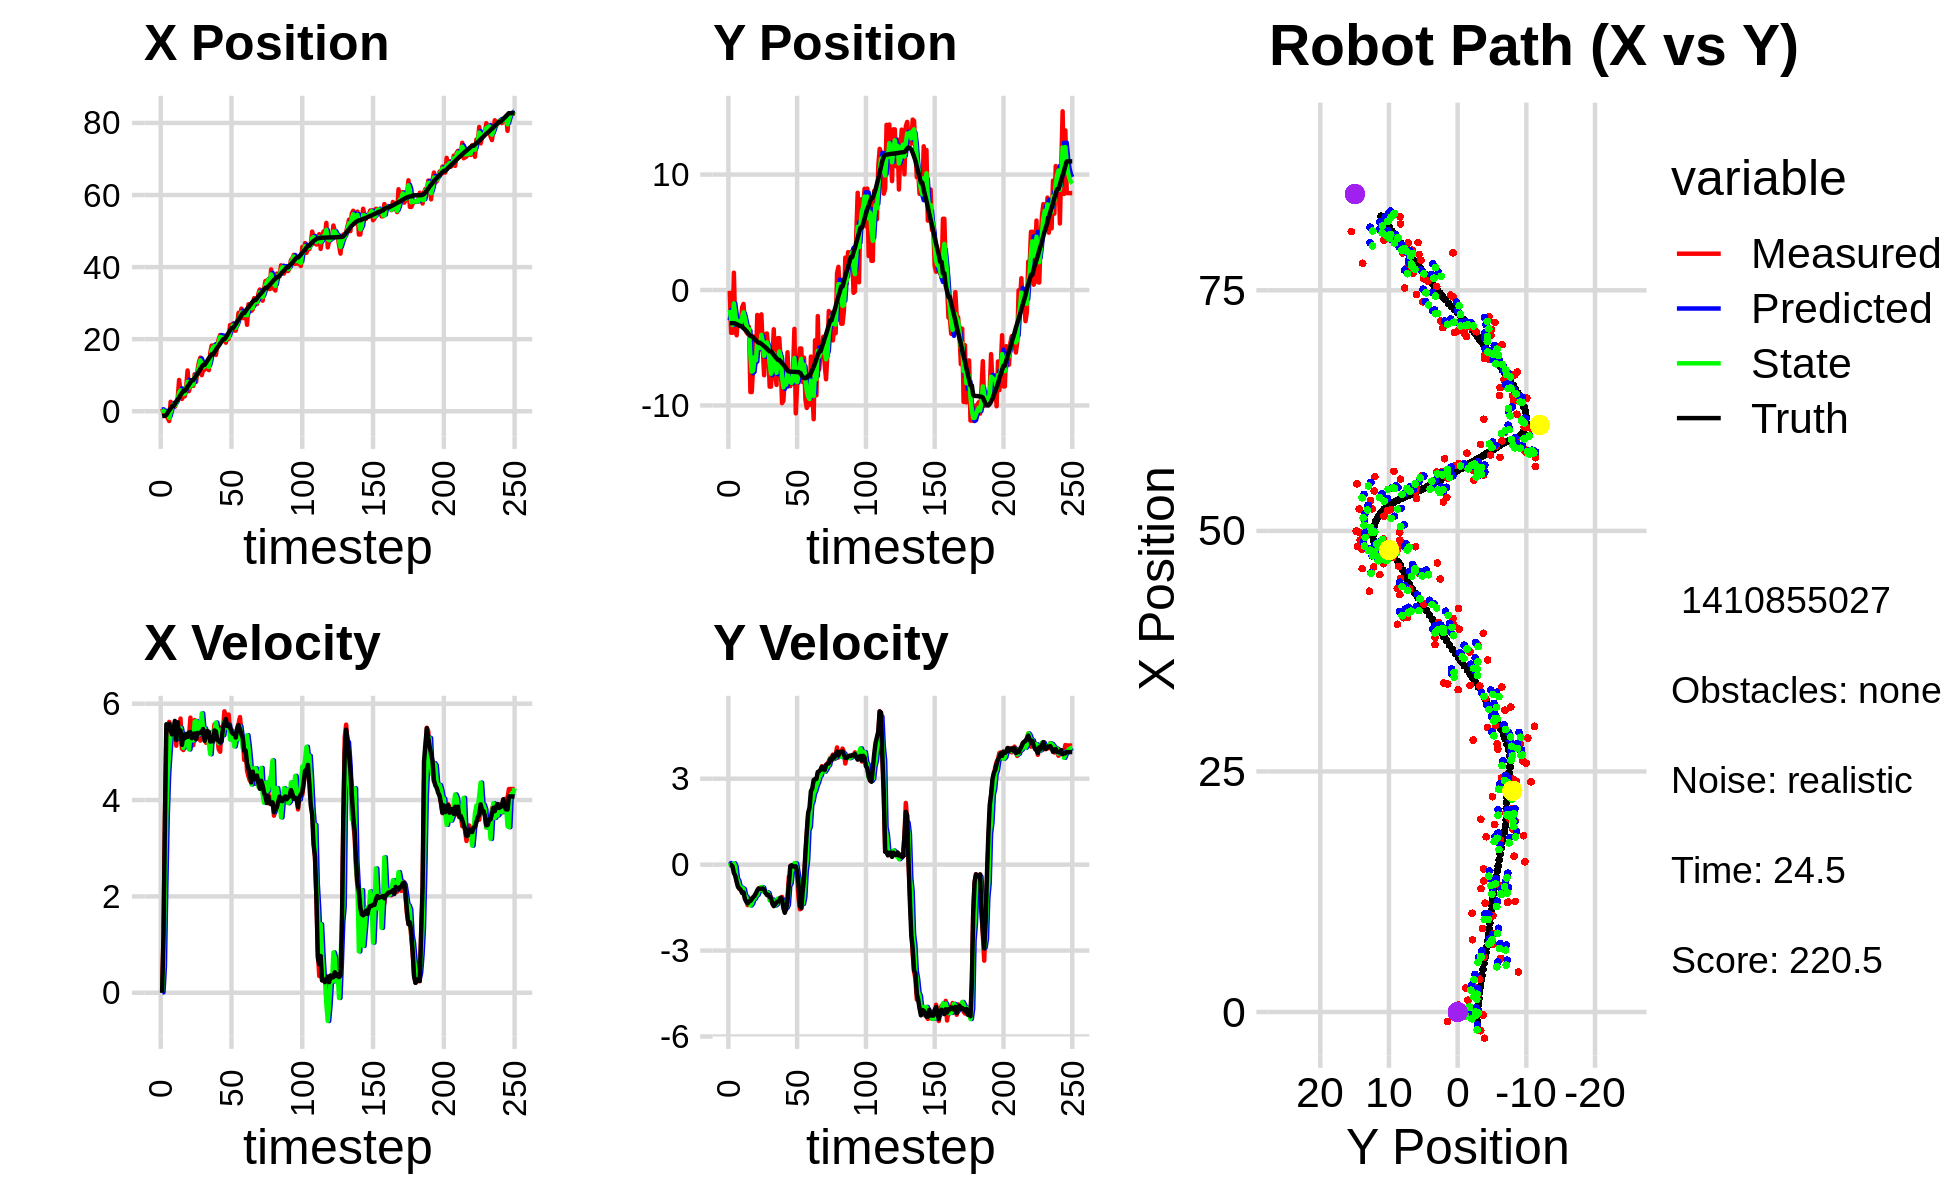 X Position
80
60
40
20
0
0 50 100 150 200 250
timestep
Y Position
10
0
-10
0 50 100 150 200 250
timestep
X Velocity
6
4
2
0
0 50 100 150 200 250
timestep
Y Velocity
3
0
-3
-6
0 50 100 150 200 250
timestep
Robot Path (X vs Y)
X Position
75
50
25
0
20 10 0 -10 -20
Y Position
variable
Measured
Predicted
State
Truth
1410855027
Obstacles: none
Noise: realistic
Time: 24.5
Score: 220.5